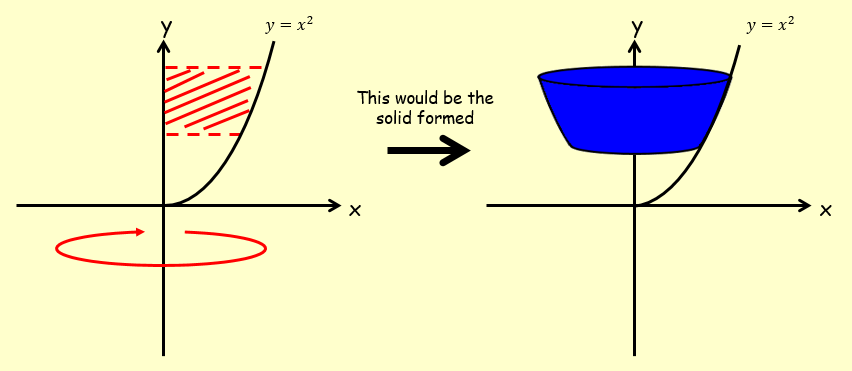 y
y = x²
This would be the
solid formed
x
y
y = x²
x